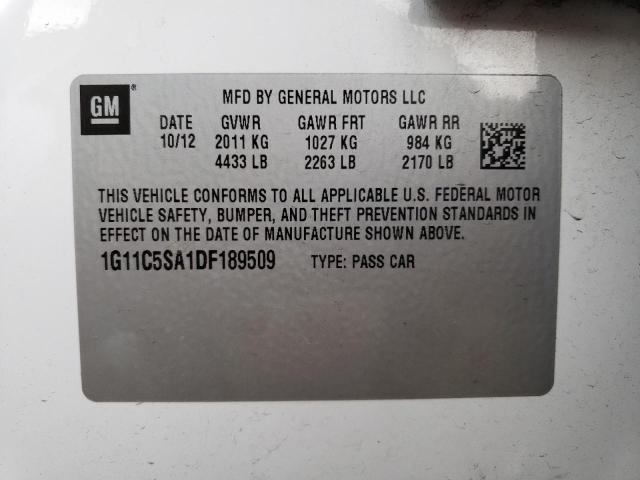 GM
MFD BY GENERAL MOTORS LLC
DATE GVWR GAWR FRT GAWR RR
10/12 2011 KG 1027 KG 984 KG
4433 LB 2263 LB 2170 LB
THIS VEHICLE CONFORMS TO ALL APPLICABLE U.S. FEDERAL MOTOR
VEHICLE SAFETY, BUMPER, AND THEFT PREVENTION STANDARDS IN
EFFECT ON THE DATE OF MANUFACTURE SHOWN ABOVE.
1G11C5SA1DF189509 TYPE: PASS CAR